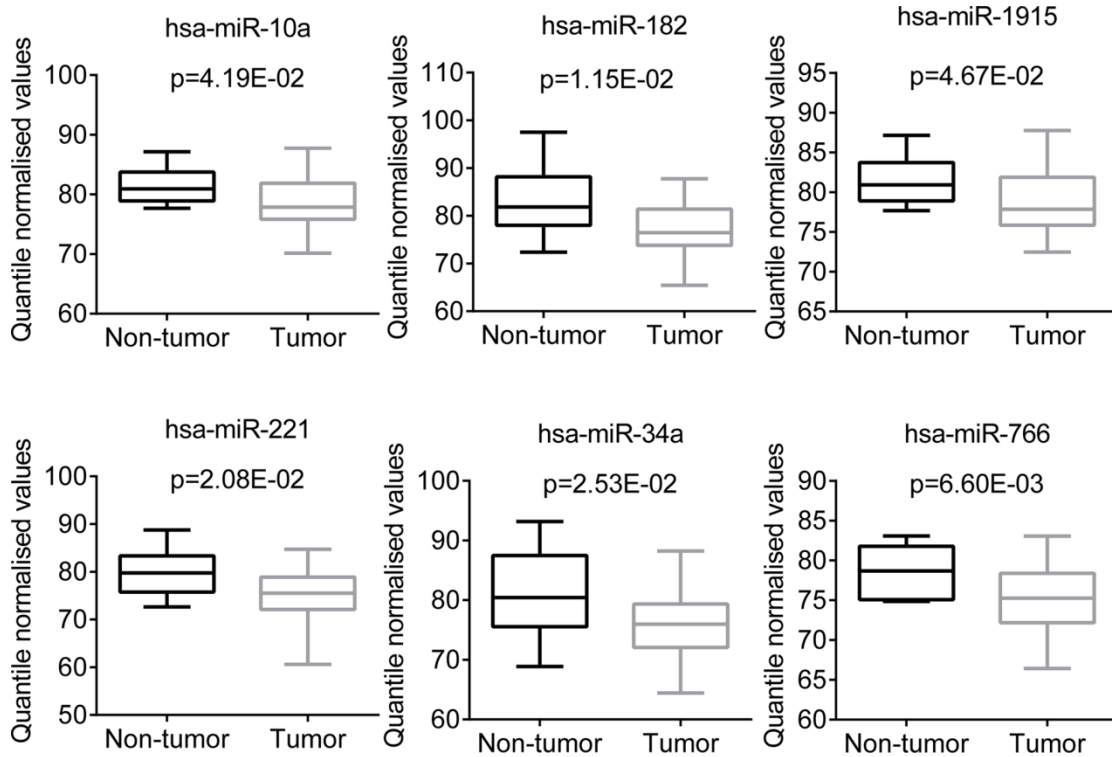 hsa-miR-10a
p=4.19E-02
Quantile normalised values
100
90
80
70
60
Non-tumor Tumor
hsa-miR-182
p=1.15E-02
Quantile normalised values
110
100
90
80
70
60
Non-tumor Tumor
hsa-miR-1915
p=4.67E-02
Quantile normalised values
95
90
85
80
75
70
65
Non-tumor Tumor
hsa-miR-221
p=2.08E-02
Quantile normalised values
100
90
80
70
60
50
Non-tumor Tumor
hsa-miR-34a
p=2.53E-02
Quantile normalised values
100
90
80
70
60
Non-tumor Tumor
hsa-miR-766
p=6.60E-03
Quantile normalised values
90
85
80
75
70
65
60
Non-tumor Tumor